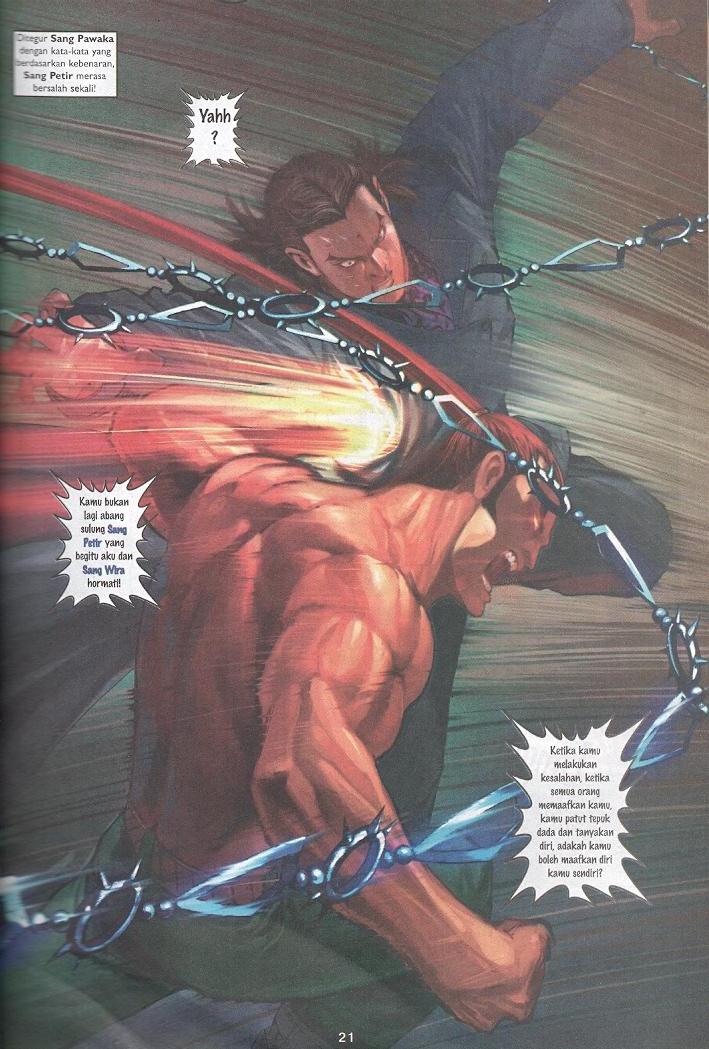 Ditegur Sang Pawaka
dengan kata-kata yang
berdasarkan kebenaran,
Sang Petir merasa
bersalah sekali!
Yahh
?
Kamu bukan
lagi abang
sulung Sang
Petir yang
begitu aku dan
Sang Wira
hormati!
Ketika kamu
melakukan
kesalahan, ketika
semua orang
memaafkan kamu,
kamu patut tepuk
dada dan tanyakan
diri, adakah kamu
boleh maafkan diri
kamu sendiri?
21